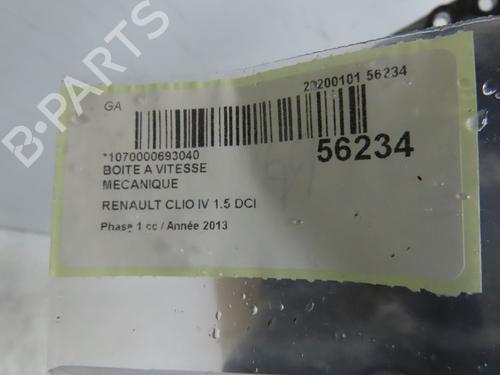 GA
20200101 56234
*1070000693040
56234
BOITE A VITESSE
MECANIQUE
RENAULT CLIO IV 1.5 DCI
Phase 1 cc / Année 2013
B-PARTS